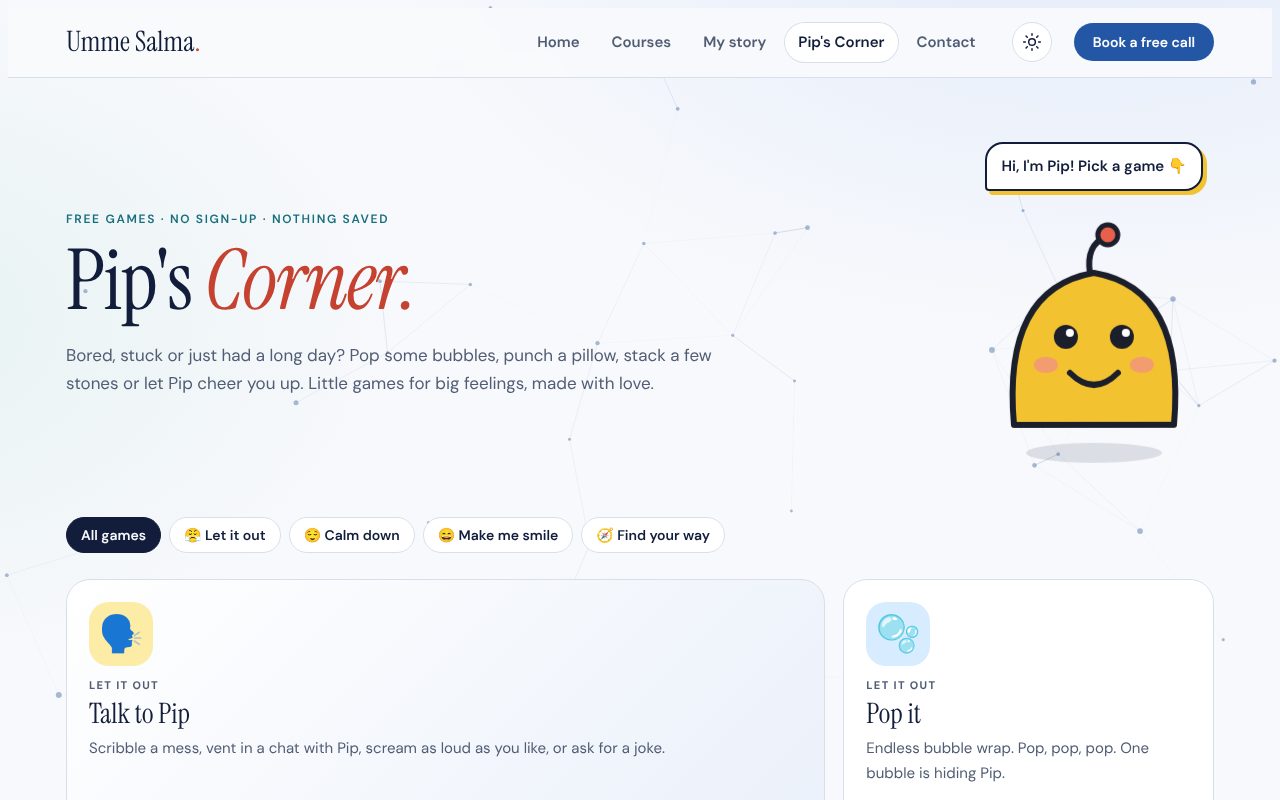 Umme Salma.
Home
Courses
My story
Pip's Corner
Contact
Book a free call
Hi, I'm Pip! Pick a game 👇
FREE GAMES · NO SIGN-UP · NOTHING SAVED
Pip's Corner.
Bored, stuck or just had a long day? Pop some bubbles, punch a pillow, stack a few
stones or let Pip cheer you up. Little games for big feelings, made with love.
All games
😤 Let it out
😌 Calm down
😄 Make me smile
🧭 Find your way
LET IT OUT
Talk to Pip
Scribble a mess, vent in a chat with Pip, scream as loud as you like, or ask for a joke.
LET IT OUT
Pop it
Endless bubble wrap. Pop, pop, pop. One
bubble is hiding Pip.